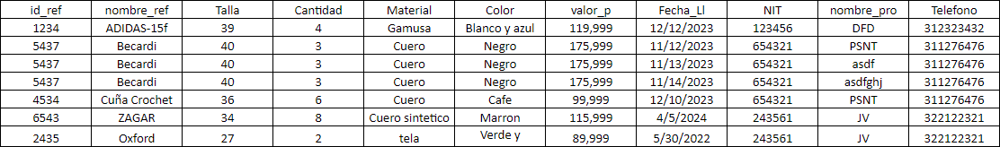 id_ref nombre_ref Talla Cantidad Material Color valor_p Fecha_Ll NIT nombre_pro Telefono
1234 ADIDAS-15f 39 4 Gamusa Blanco y azul 119,999 12/12/2023 123456 DFD 312323432
5437 Becardi 40 3 Cuero Negro 175,999 11/12/2023 654321 PSNT 311276476
5437 Becardi 40 3 Cuero Negro 175,999 11/13/2023 654321 asdf 311276476
5437 Becardi 40 3 Cuero Negro 175,999 11/14/2023 654321 asdfghj 311276476
4534 Cuña Crochet 36 6 Cuero Cafe 99,999 12/10/2023 654321 PSNT 311276476
6543 ZAGAR 34 8 Cuero sintetico Marron 115,999 4/5/2024 243561 JV 322122321
2435 Oxford 27 2 tela Verde y 89,999 5/30/2022 243561 JV 322122321